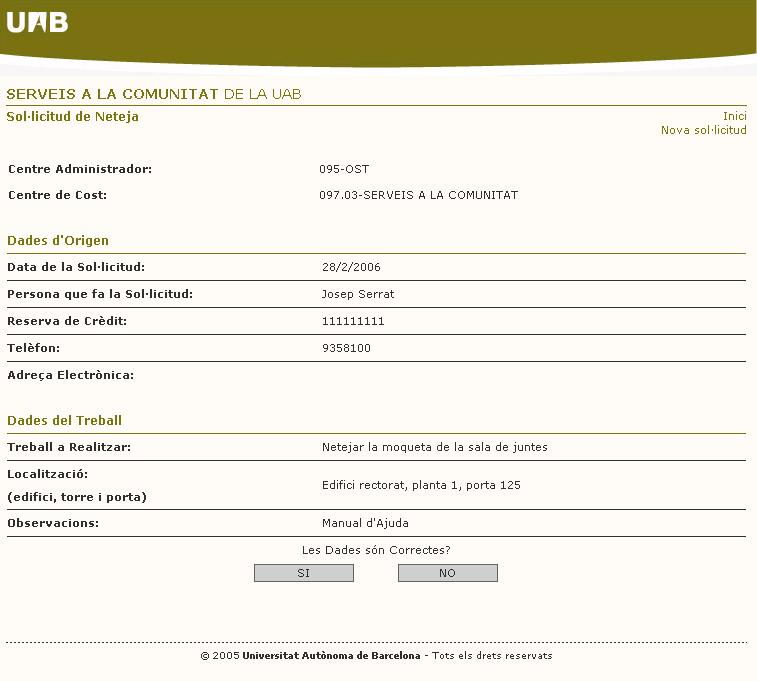 UAB
SERVEIS A LA COMUNITAT DE LA UAB
Sol·licitud de Neteja
Inici
Nova sol·licitud
Centre Administrador: 095-OST
Centre de Cost: 097.03-SERVEIS A LA COMUNITAT
Dades d'Origen
Data de la Sol·licitud: 28/2/2006
Persona que fa la Sol·licitud: Josep Serrat
Reserva de Crèdit: 111111111
Telèfon: 9358100
Adreça Electrònica:
Dades del Treball
Treball a Realitzar: Netejar la moqueta de la sala de juntes
Localització:
(edifici, torre i porta)
Edifici rectorat, planta 1, porta 125
Observacions: Manual d'Ajuda
Les Dades són Correctes?
SI NO
© 2005 Universitat Autònoma de Barcelona - Tots els drets reservats